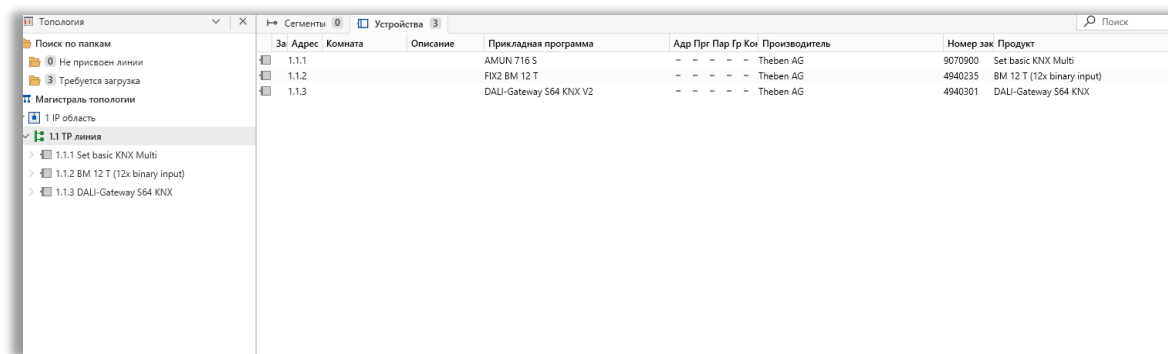 Топология
Поиск по папкам
0 Не присвоен линии
3 Требуется загрузка
Магистраль топологии
1 IP область
1.1 TP линия
1.1.1 Set basic KNX Multi
1.1.2 BM 12 T (12x binary input)
1.1.3 DALI-Gateway S64 KNX
Сегменты 0 Устройства 3 Поиск
За Адрес Комната Описание Прикладная программа Адр Прг Пар Гр Кон Производитель Номер зак Продукт
1.1.1 AMUN 716 S – – – – – Theben AG 9070900 Set basic KNX Multi
1.1.2 FIX2 BM 12 T – – – – – Theben AG 4940235 BM 12 T (12x binary input)
1.1.3 DALI-Gateway S64 KNX V2 – – – – – Theben AG 4940301 DALI-Gateway S64 KNX